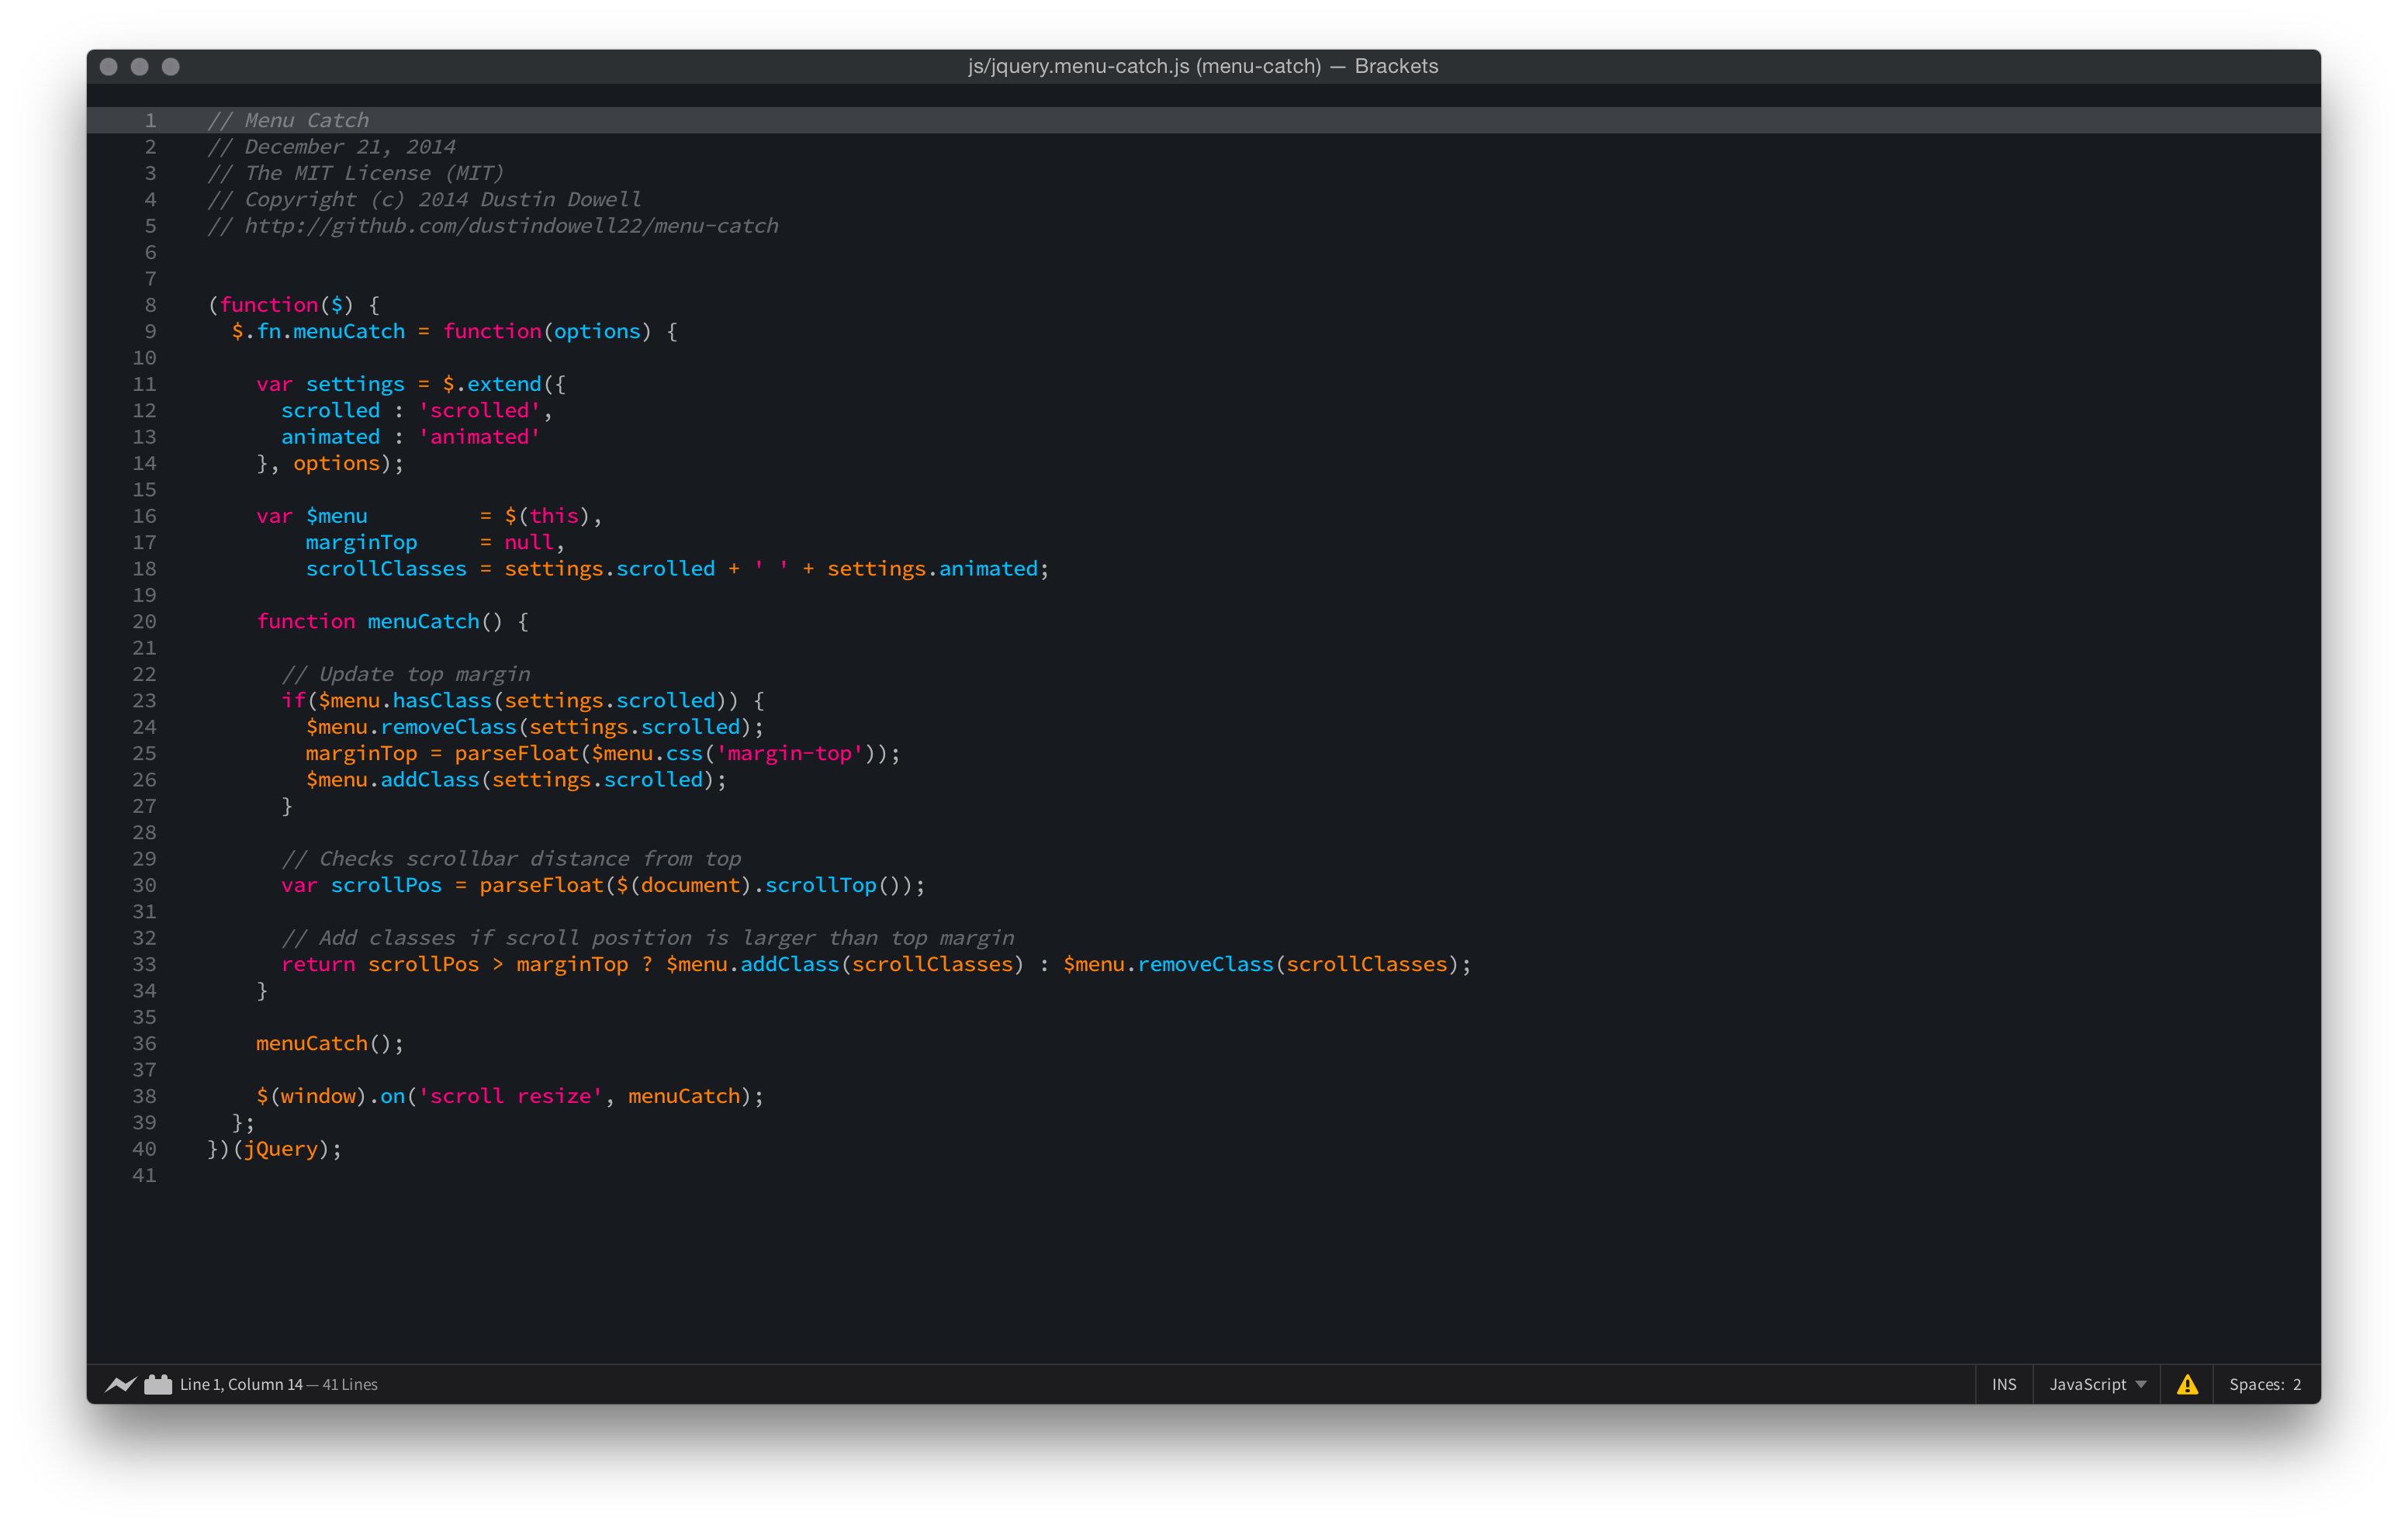 js/jquery.menu-catch.js (menu-catch) — Brackets
1 // Menu Catch
2 // December 21, 2014
3 // The MIT License (MIT)
4 // Copyright (c) 2014 Dustin Dowell
5 // http://github.com/dustindowell22/menu-catch
6
7
8 (function($) {
9   $.fn.menuCatch = function(options) {
10
11     var settings = $.extend({
12       scrolled : 'scrolled',
13       animated : 'animated'
14     }, options);
15
16     var $menu         = $(this),
17         marginTop     = null,
18         scrollClasses = settings.scrolled + ' ' + settings.animated;
19
20     function menuCatch() {
21
22       // Update top margin
23       if($menu.hasClass(settings.scrolled)) {
24         $menu.removeClass(settings.scrolled);
25         marginTop = parseFloat($menu.css('margin-top'));
26         $menu.addClass(settings.scrolled);
27       }
28
29       // Checks scrollbar distance from top
30       var scrollPos = parseFloat($(document).scrollTop());
31
32       // Add classes if scroll position is larger than top margin
33       return scrollPos > marginTop ? $menu.addClass(scrollClasses) : $menu.removeClass(scrollClasses);
34     }
35
36     menuCatch();
37
38     $(window).on('scroll resize', menuCatch);
39   };
40 })(jQuery);
41
Line 1, Column 14 — 41 Lines INS JavaScript Spaces: 2